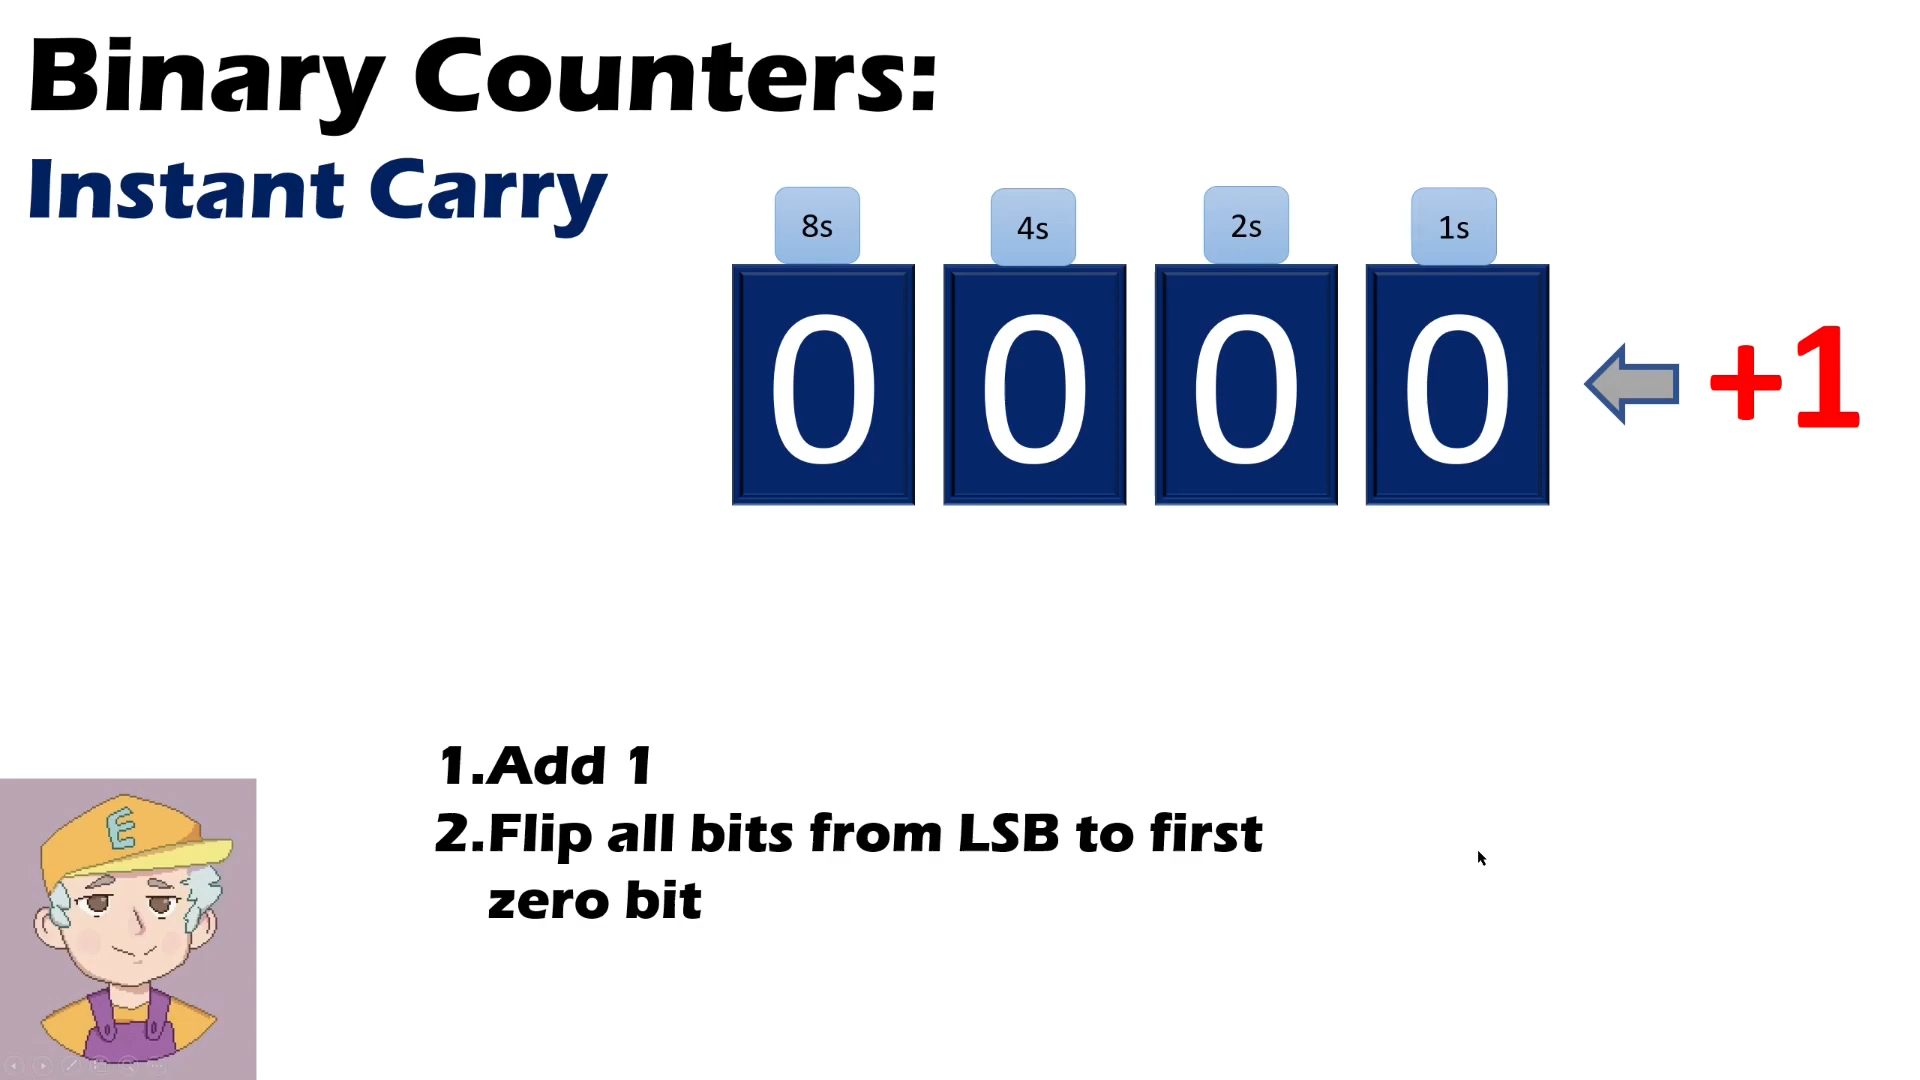 Binary Counters:
Instant Carry
8s 4s 2s 1s
0 0 0 0 +1
1.Add 1
2.Flip all bits from LSB to first
zero bit
E